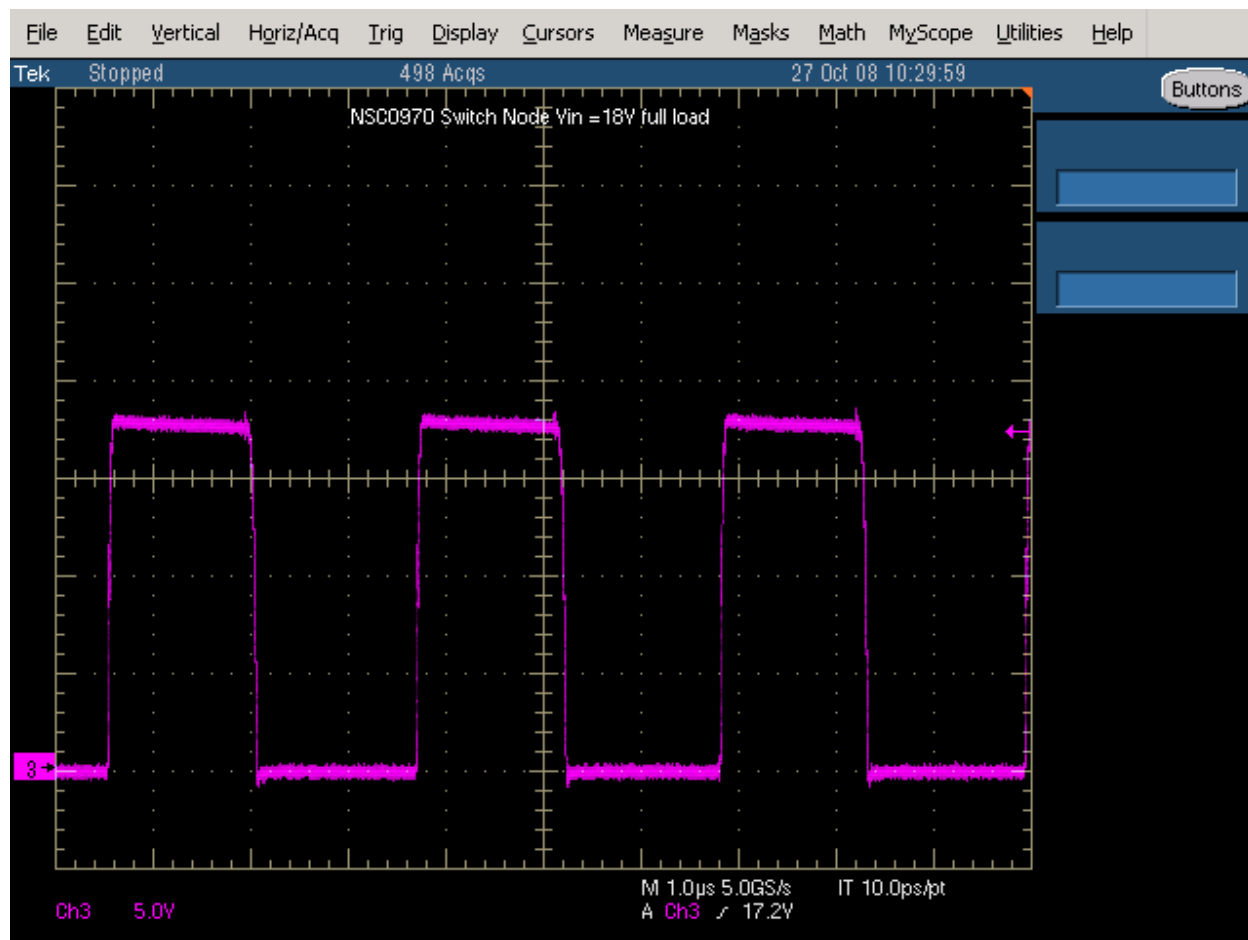 File Edit Vertical Horiz/Acq Trig Display Cursors Measure Masks Math MyScope Utilities Help
Tek Stopped 498 Acqs 27 Oct 08 10:29:59
Buttons
NSC0970 Switch Node Vin =18V full load
3
M 1.0µs 5.0GS/s IT 10.0ps/pt
Ch3 5.0V A Ch3 17.2V